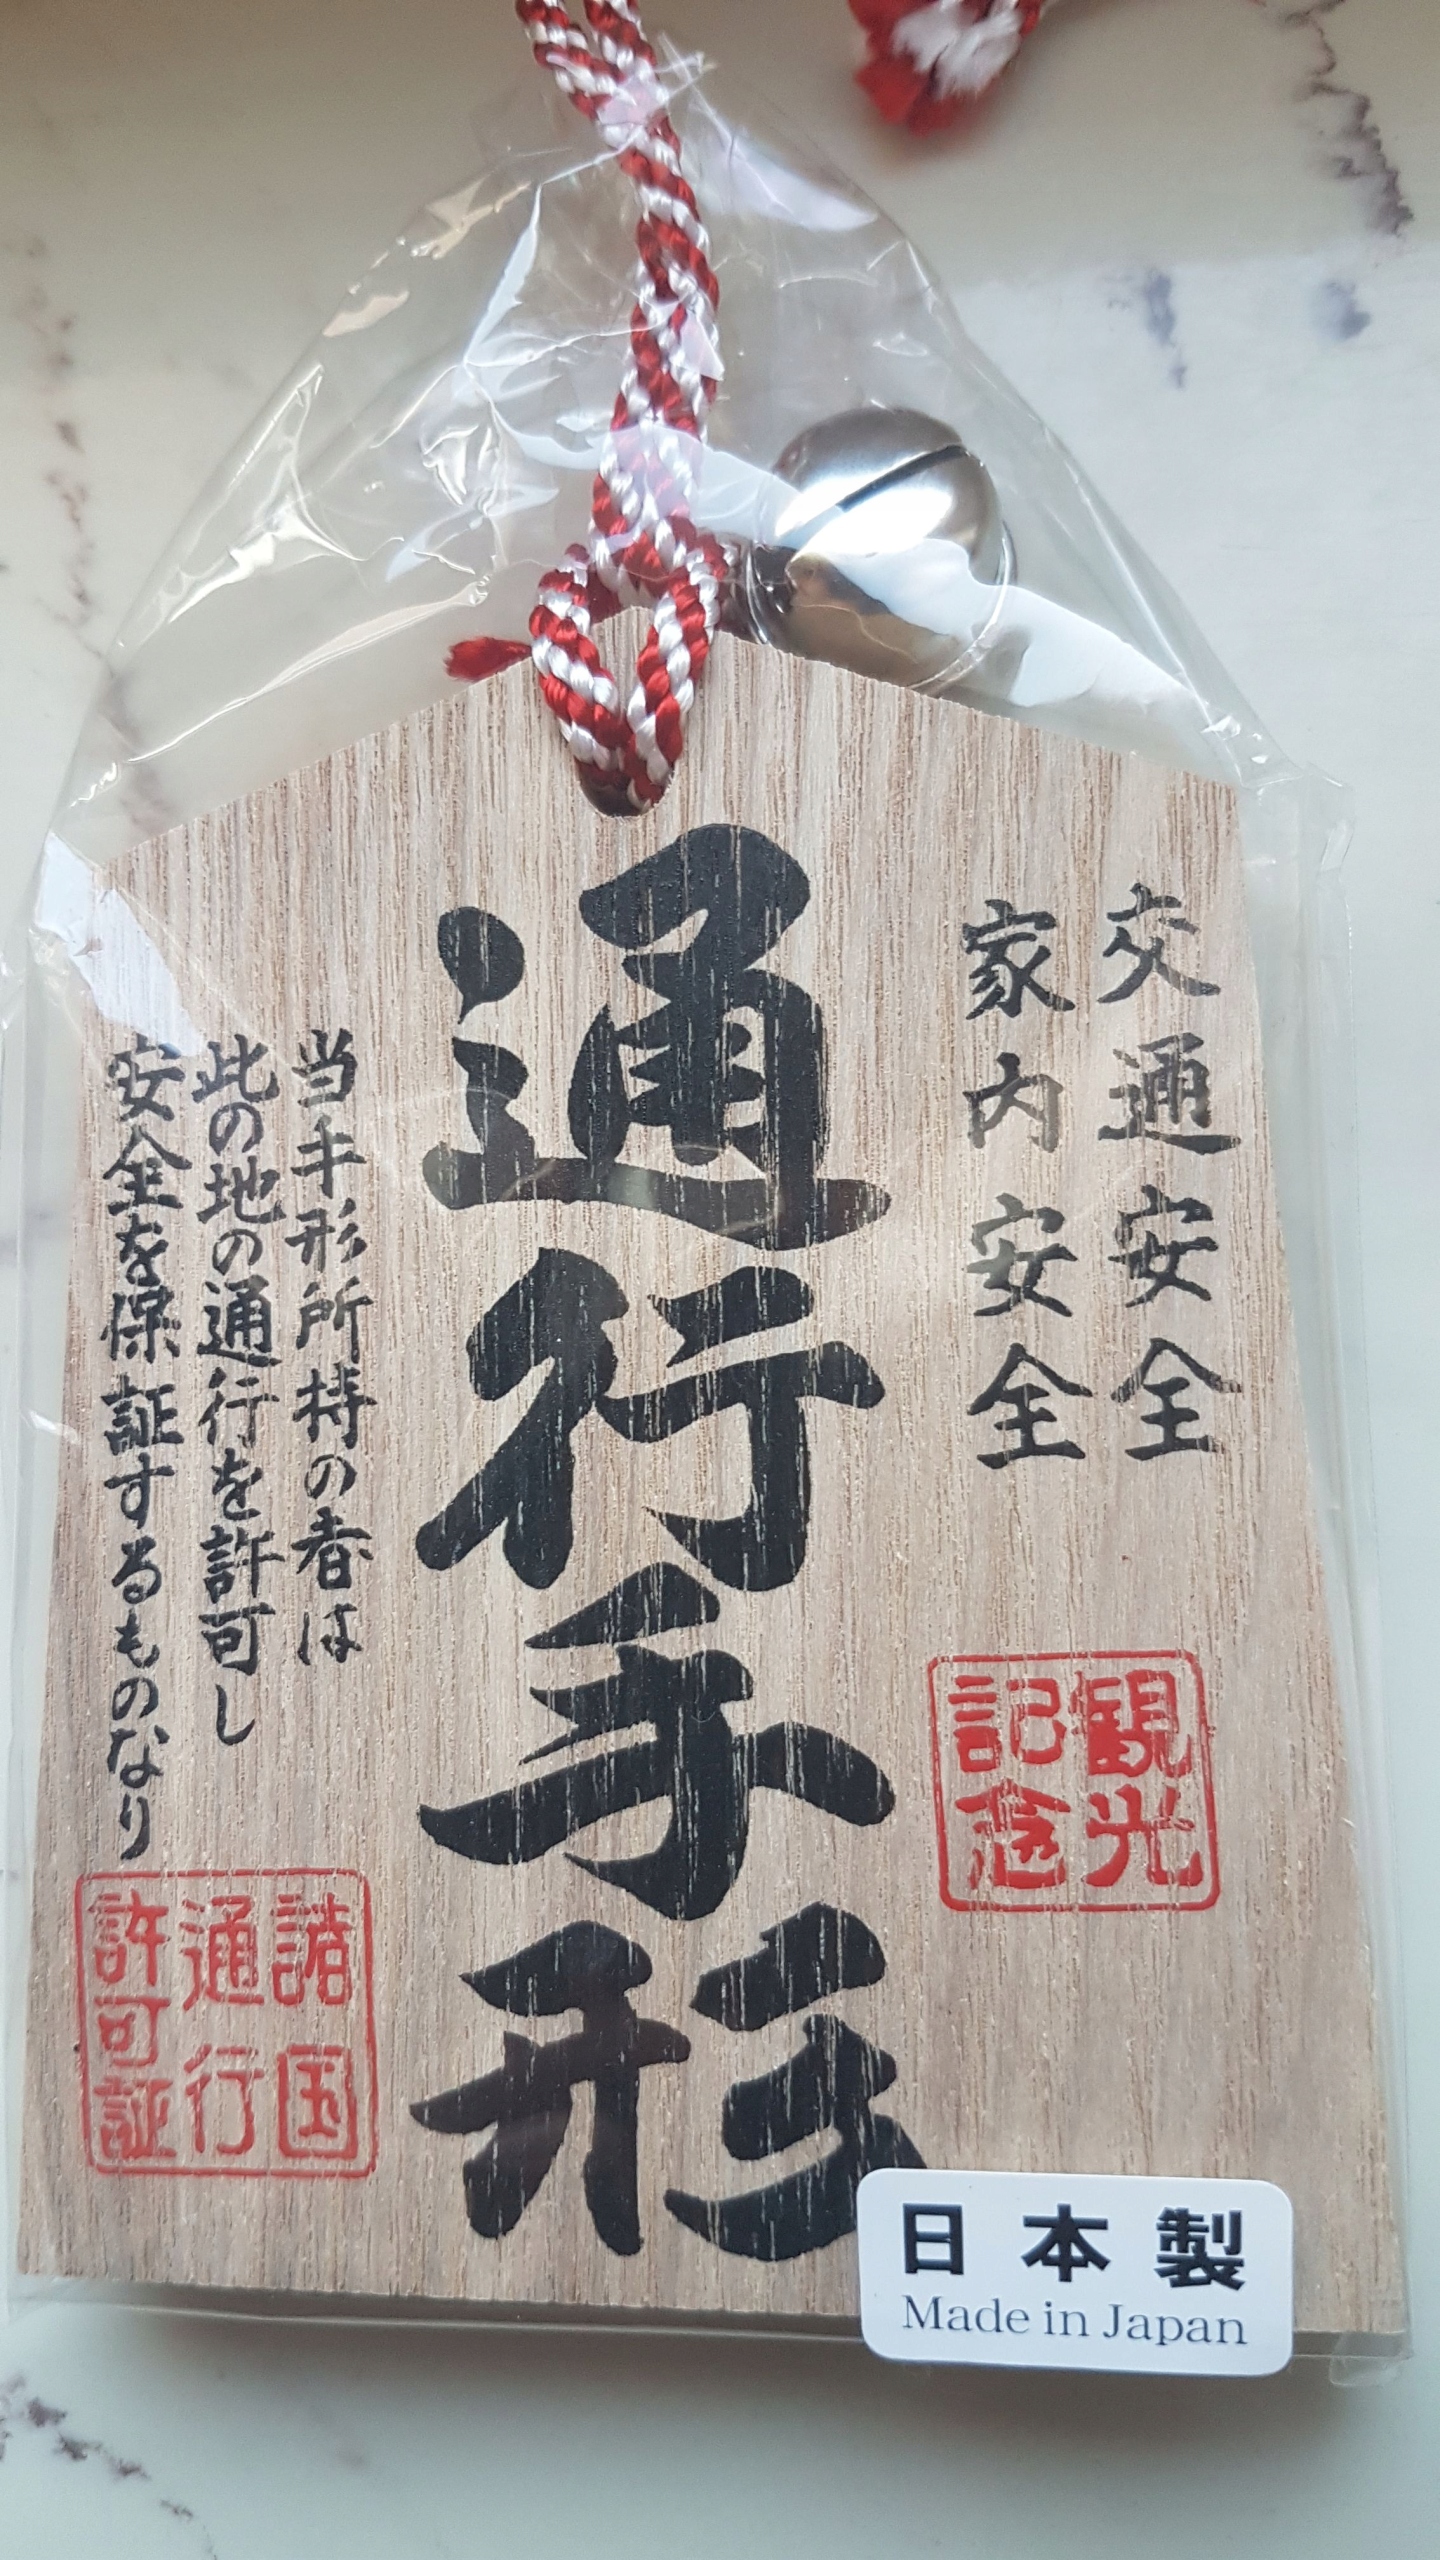 交通安全
家内安全
観光
記念
通行手形
当手形所持の者は
此の地の通行を許可し
安全を保証するものなり
諸国
通行
許可証
日本製
Made in Japan